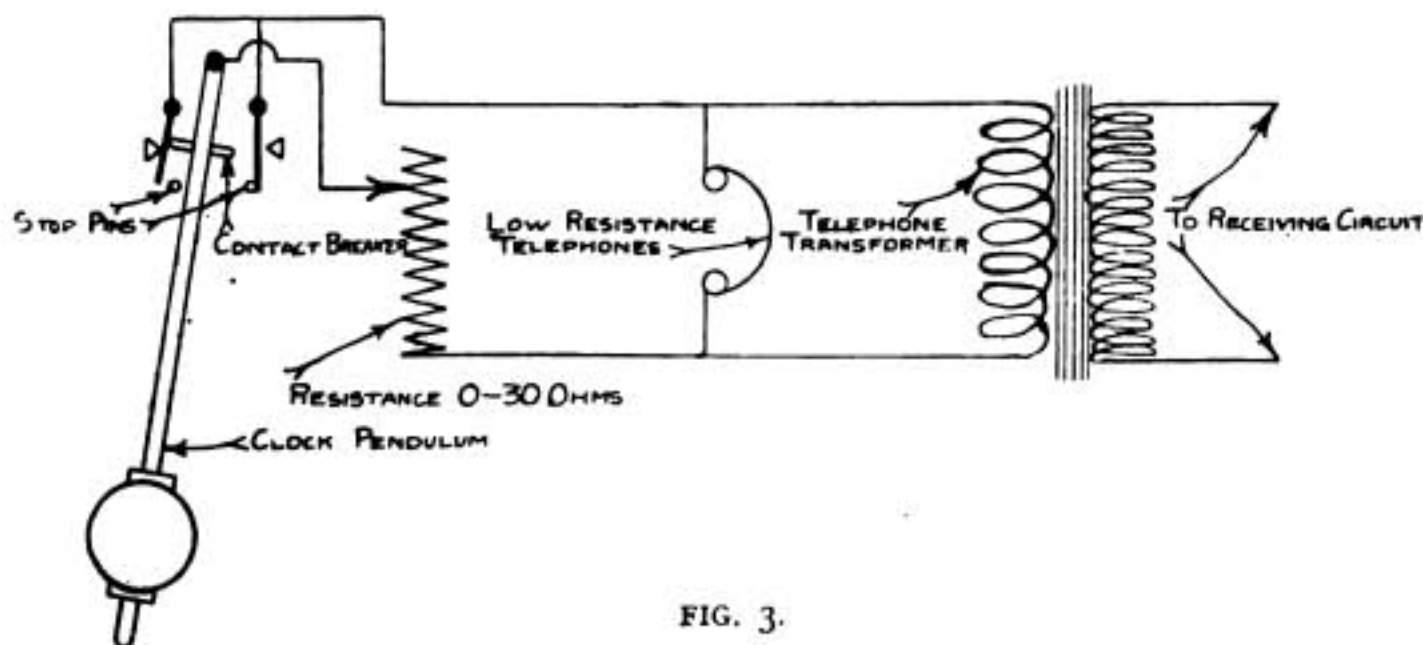 STOP PINS
CONTACT BREAKER
LOW RESISTANCE
TELEPHONES
TELEPHONE
TRANSFORMER
TO RECEIVING CIRCUIT
RESISTANCE 0-30 OHMS
CLOCK PENDULUM
FIG. 3.